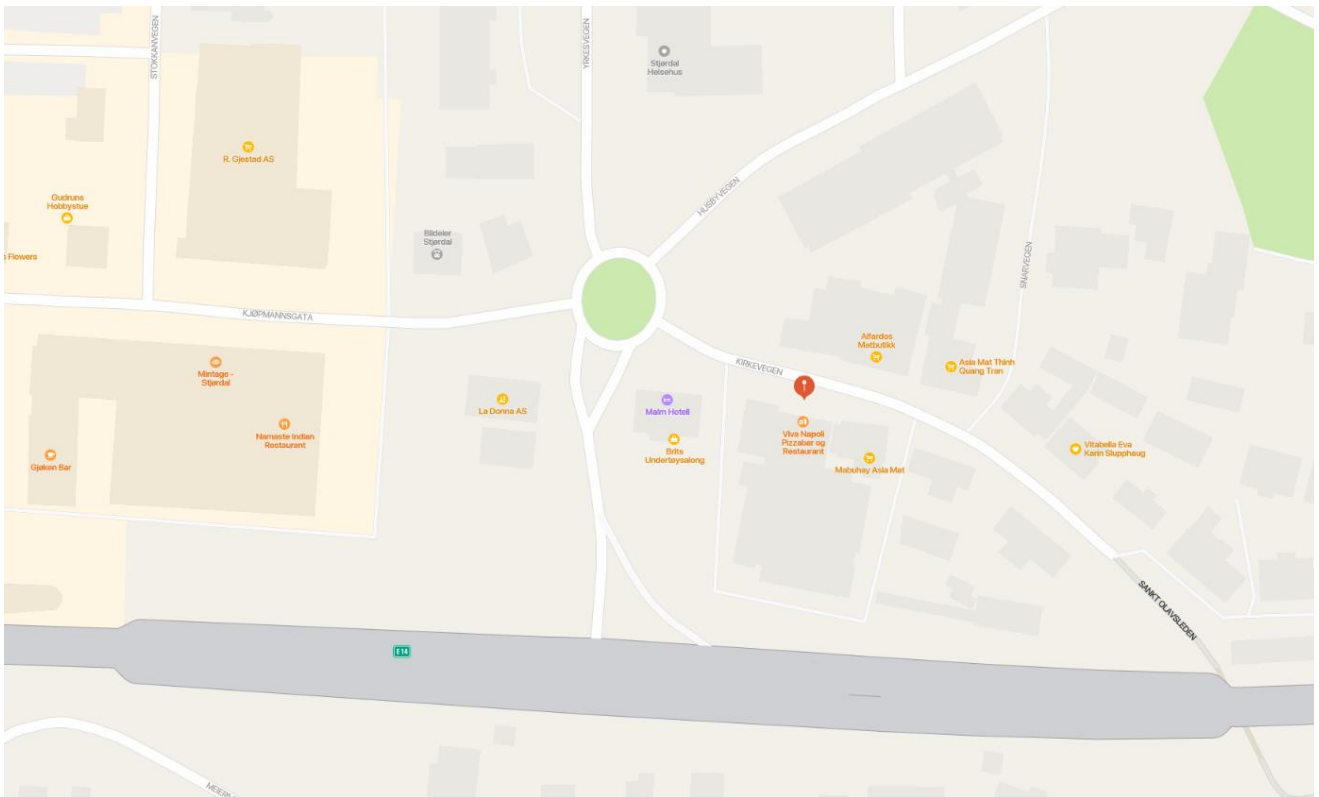 STOKKANVEGEN
YRKESVEGEN
Stjørdal
Helsehus
R. Gjestad AS
HUSBYVEGEN
Gudruns
Hobbystue
Bildeler
Stjørdal
s Flowers
SNARVEGEN
KJØPMANNSGATA
Alfardos
Matbutikk
KIRKEVEGEN
Asia Mat Thinh
Quang Tran
Mintage -
Stjørdal
La Donna AS
Malm Hotell
Namaste Indian
Restaurant
Viva Napoli
Pizzabar og
Restaurant
Gjøken Bar
Brits
Undertøysalong
Mabuhay Asia Mat
Vitabella Eva
Karin Slupphaug
SANKT OLAVSLEDEN
E14